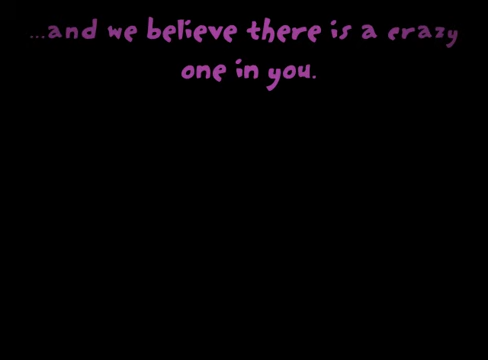 ...and we believe there is a crazy
one in you.